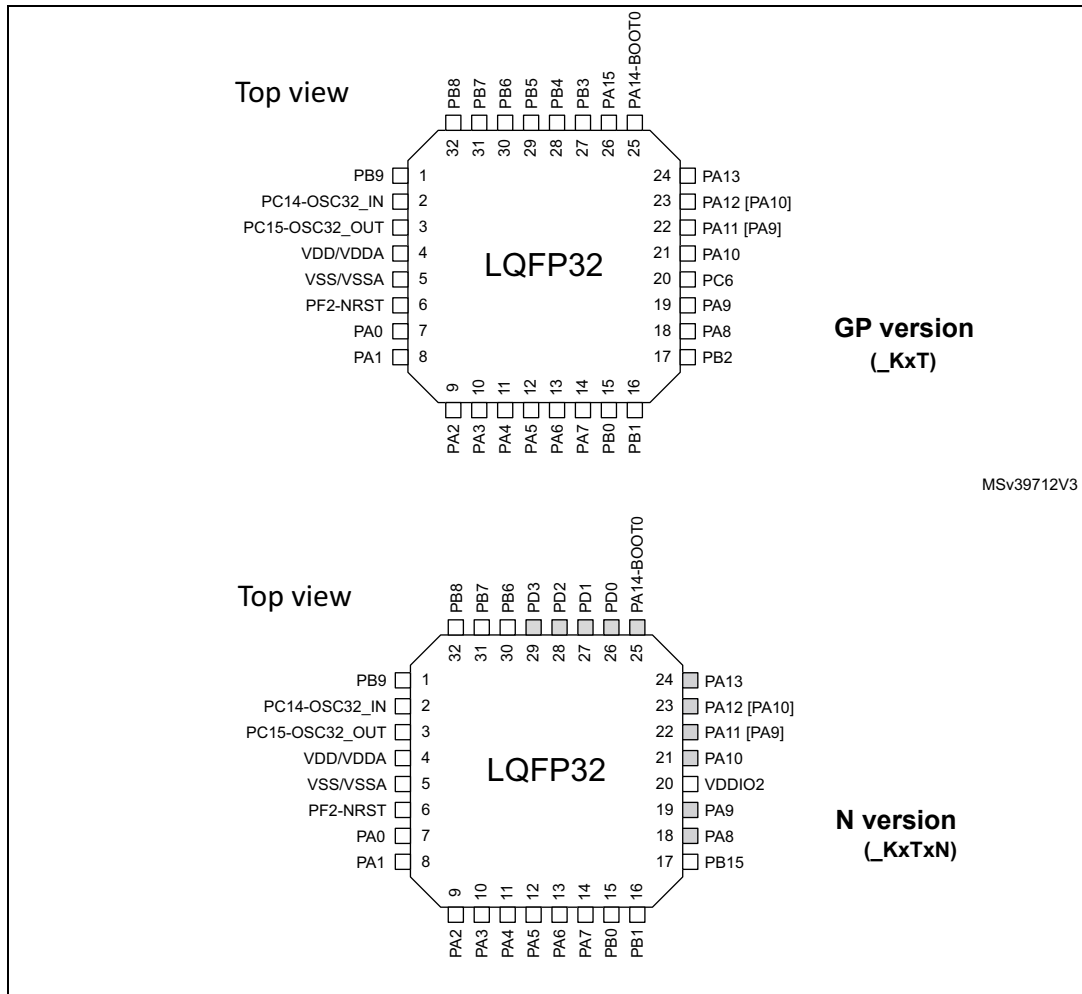 Top view
PB8
PB7
PB6
PB5
PB4
PB3
PA15
PA14-BOOT0
32
31
30
29
28
27
26
25
PB9 1
PC14-OSC32_IN 2
PC15-OSC32_OUT 3
VDD/VDDA 4
VSS/VSSA 5
PF2-NRST 6
PA0 7
PA1 8
LQFP32
24 PA13
23 PA12 [PA10]
22 PA11 [PA9]
21 PA10
20 PC6
19 PA9
18 PA8
17 PB2
9
10
11
12
13
14
15
16
PA2
PA3
PA4
PA5
PA6
PA7
PB0
PB1
GP version
(_KxT)
MSv39712V3
Top view
PB8
PB7
PB6
PD3
PD2
PD1
PD0
PA14-BOOT0
32
31
30
29
28
27
26
25
PB9 1
PC14-OSC32_IN 2
PC15-OSC32_OUT 3
VDD/VDDA 4
VSS/VSSA 5
PF2-NRST 6
PA0 7
PA1 8
LQFP32
24 PA13
23 PA12 [PA10]
22 PA11 [PA9]
21 PA10
20 VDDIO2
19 PA9
18 PA8
17 PB15
9
10
11
12
13
14
15
16
PA2
PA3
PA4
PA5
PA6
PA7
PB0
PB1
N version
(_KxTxN)